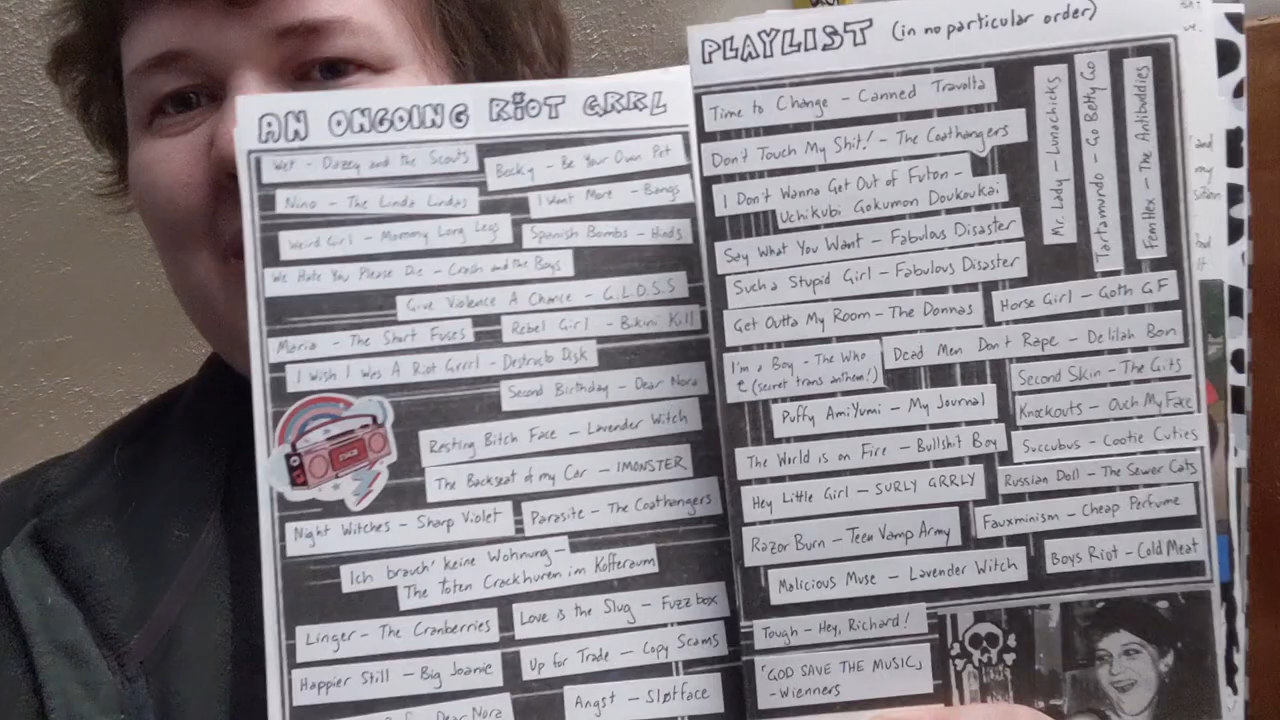 AN ONGOING RIOT GRRL
Wet - Dazey and the Scouts
Becky - Be Your Own Pet
Nino - The Linda Lindas
I Want More - Bangs
Weird Girl - Mommy Long Legs
Spanish Bombs - Hinds
We Hate You Please Die - Crash and the Boys
Give Violence A Chance - G.L.O.S.S
Maria - The Short Fuses
Rebel Girl - Bikini Kill
I Wish I Was A Riot Grrrl - Destructo Disk
Second Birthday - Dear Nora
Resting Bitch Face - Lavender Witch
The Backseat of my Car - IMONSTER
Night Witches - Sharp Violet
Parasite - The Coathangers
Ich brauch' keine Wohnung -
The Toten Crackhuren im Kofferaum
Linger - The Cranberries
Love is the Slug - Fuzzbox
Happier Still - Big Joanie
Up for Trade - Copy Scams
Dear Nora
Angst - Sløtface
PLAYLIST (in no particular order)
Time to Change - Canned Travolta
Don't Touch My Shit! - The Coathangers
I Don't Wanna Get Out of Futon -
Uchikubi Gokumon Doukoukai
Say What You Want - Fabulous Disaster
Such a Stupid Girl - Fabulous Disaster
Mr. Lady - Lunachicks
Tartamundo - Go Betty Go
FemHex - The Antibuddies
Get Outta My Room - The Donnas
Horse Girl - Goth GF
I'm a Boy - The Who
(secret trans anthem!)
Dead Men Don't Rape - Delilah Bon
Second Skin - The Gits
Puffy AmiYumi - My Journal
Knockouts - Ouch My Face
The World is on Fire - Bullshit Boy
Succubus - Cootie Cuties
Hey Little Girl - SURLY GRRLY
Russian Doll - The Sewer Cats
Razor Burn - Teen Vamp Army
Fauxminism - Cheap Perfume
Malicious Muse - Lavender Witch
Boys Riot - Cold Meat
Tough - Hey, Richard!
「GOD SAVE THE MUSIC」
- Wienners